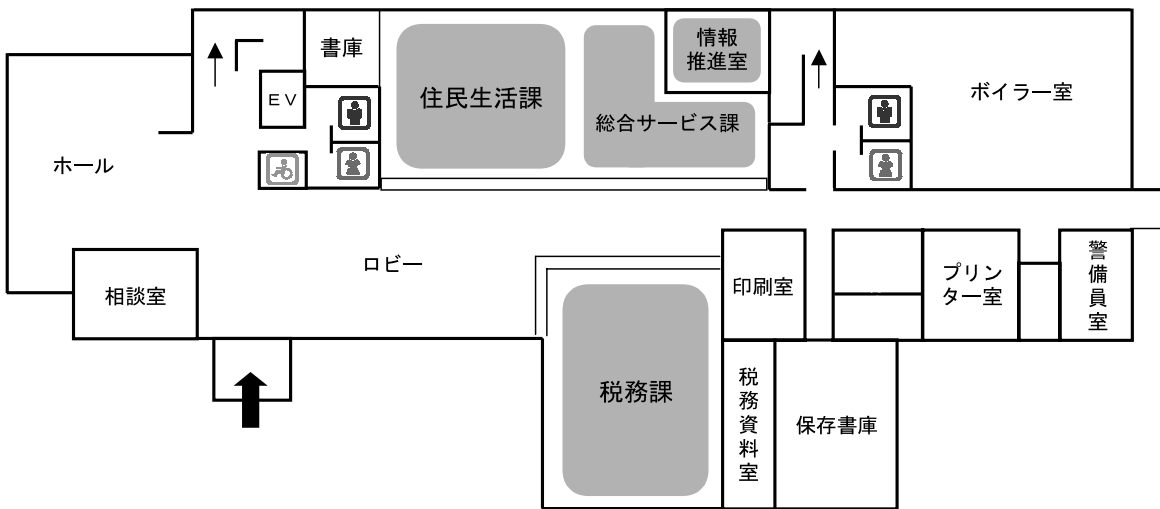 書庫
情報
推進室
EV
住民生活課
総合サービス課
ボイラー室
ホール
ロビー
相談室
印刷室
プリン
ター室
警備員室
税務課
税務資料室
保存書庫